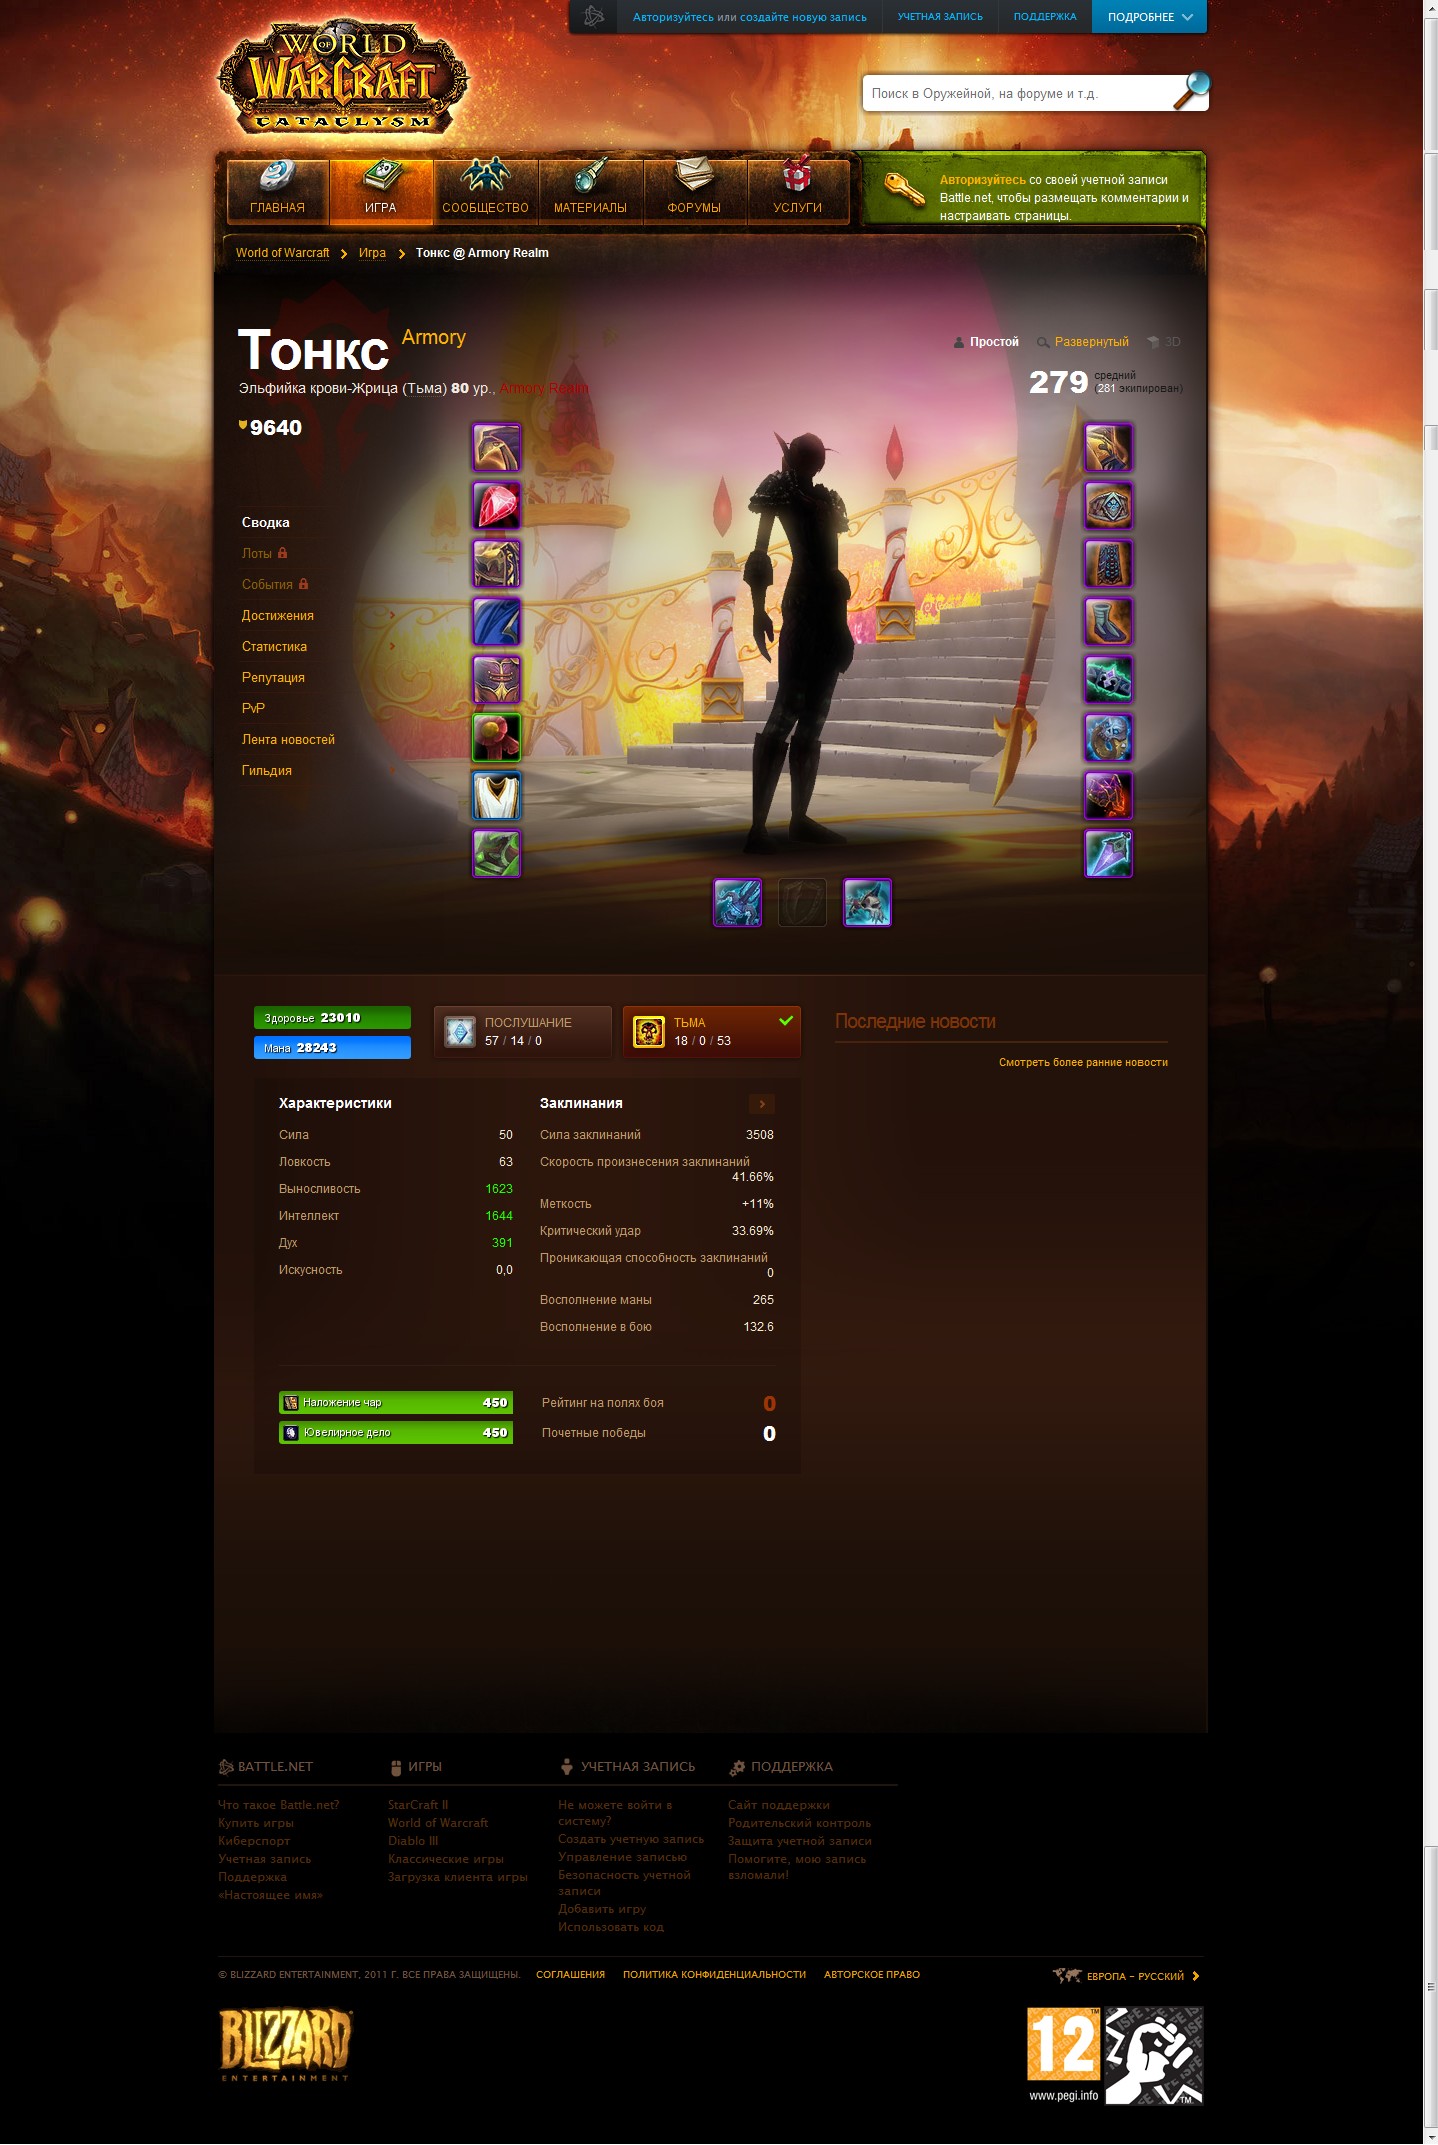 Авторизуйтесь или создайте новую запись
УЧЕТНАЯ ЗАПИСЬ
ПОДДЕРЖКА
ПОДРОБНЕЕ
WORLD OF WARCRAFT
CATACLYSM
Поиск в Оружейной, на форуме и т.д.
ГЛАВНАЯ
ИГРА
СООБЩЕСТВО
МАТЕРИАЛЫ
ФОРУМЫ
УСЛУГИ
Авторизуйтесь со своей учетной записи
Battle.net, чтобы размещать комментарии и
настраивать страницы.
World of Warcraft Игра Тонкс @ Armory Realm
Тонкс Armory
Простой Развернутый 3D
Эльфийка крови-Жрица (Тьма) 80 ур., Armory Realm
279 средний
(281 экипирован)
9640
Сводка
Лоты
События
Достижения
Статистика
Репутация
PvP
Лента новостей
Гильдия
Здоровье 23010
Мана 28243
ПОСЛУШАНИЕ
57 / 14 / 0
ТЬМА
18 / 0 / 53
Последние новости
Смотреть более ранние новости
Характеристики
Сила 50
Ловкость 63
Выносливость 1623
Интеллект 1644
Дух 391
Искусность 0,0
Заклинания
Сила заклинаний 3508
Скорость произнесения заклинаний
41.66%
Меткость +11%
Критический удар 33.69%
Проникающая способность заклинаний
0
Восполнение маны 265
Восполнение в бою 132.6
Наложение чар 450
Ювелирное дело 450
Рейтинг на полях боя 0
Почетные победы 0
BATTLE.NET
Что такое Battle.net?
Купить игры
Киберспорт
Учетная запись
Поддержка
«Настоящее имя»
ИГРЫ
StarCraft II
World of Warcraft
Diablo III
Классические игры
Загрузка клиента игры
УЧЕТНАЯ ЗАПИСЬ
Не можете войти в
систему?
Создать учетную запись
Управление записью
Безопасность учетной
записи
Добавить игру
Использовать код
ПОДДЕРЖКА
Сайт поддержки
Родительский контроль
Защита учетной записи
Помогите, мою запись
взломали!
© BLIZZARD ENTERTAINMENT, 2011 Г. ВСЕ ПРАВА ЗАЩИЩЕНЫ. СОГЛАШЕНИЯ ПОЛИТИКА КОНФИДЕНЦИАЛЬНОСТИ АВТОРСКОЕ ПРАВО
ЕВРОПА – РУССКИЙ
BLIZZARD
ENTERTAINMENT
12
www.pegi.info
ISFE
TM